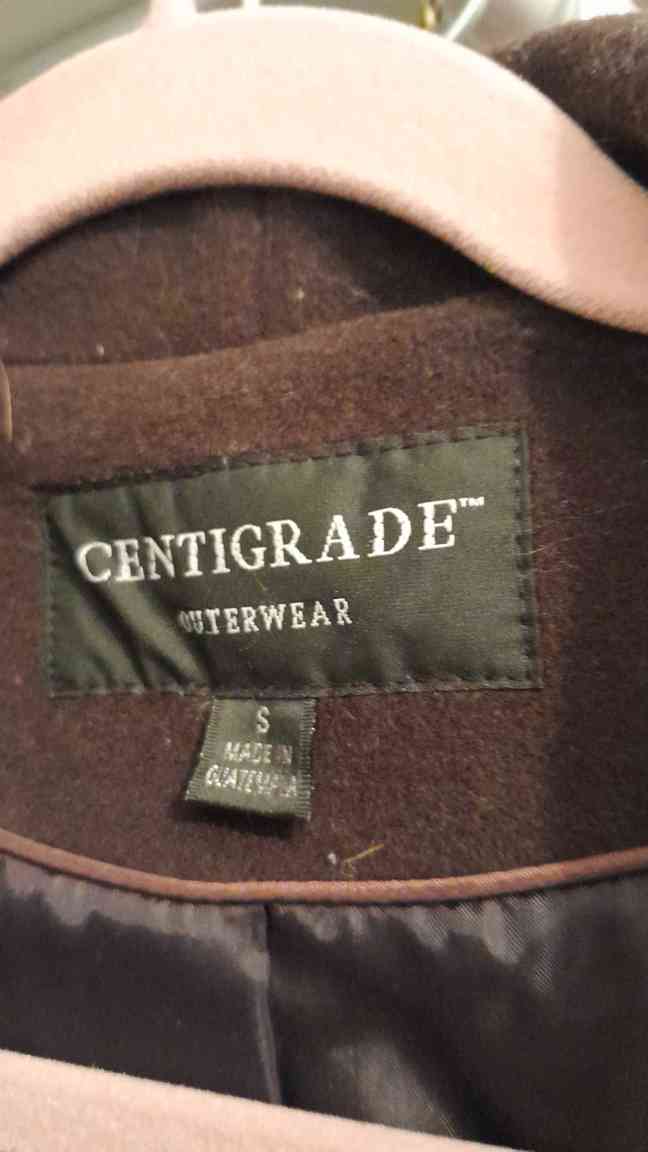 CENTIGRADE™
OUTERWEAR
S
MADE IN
GUATEMALA